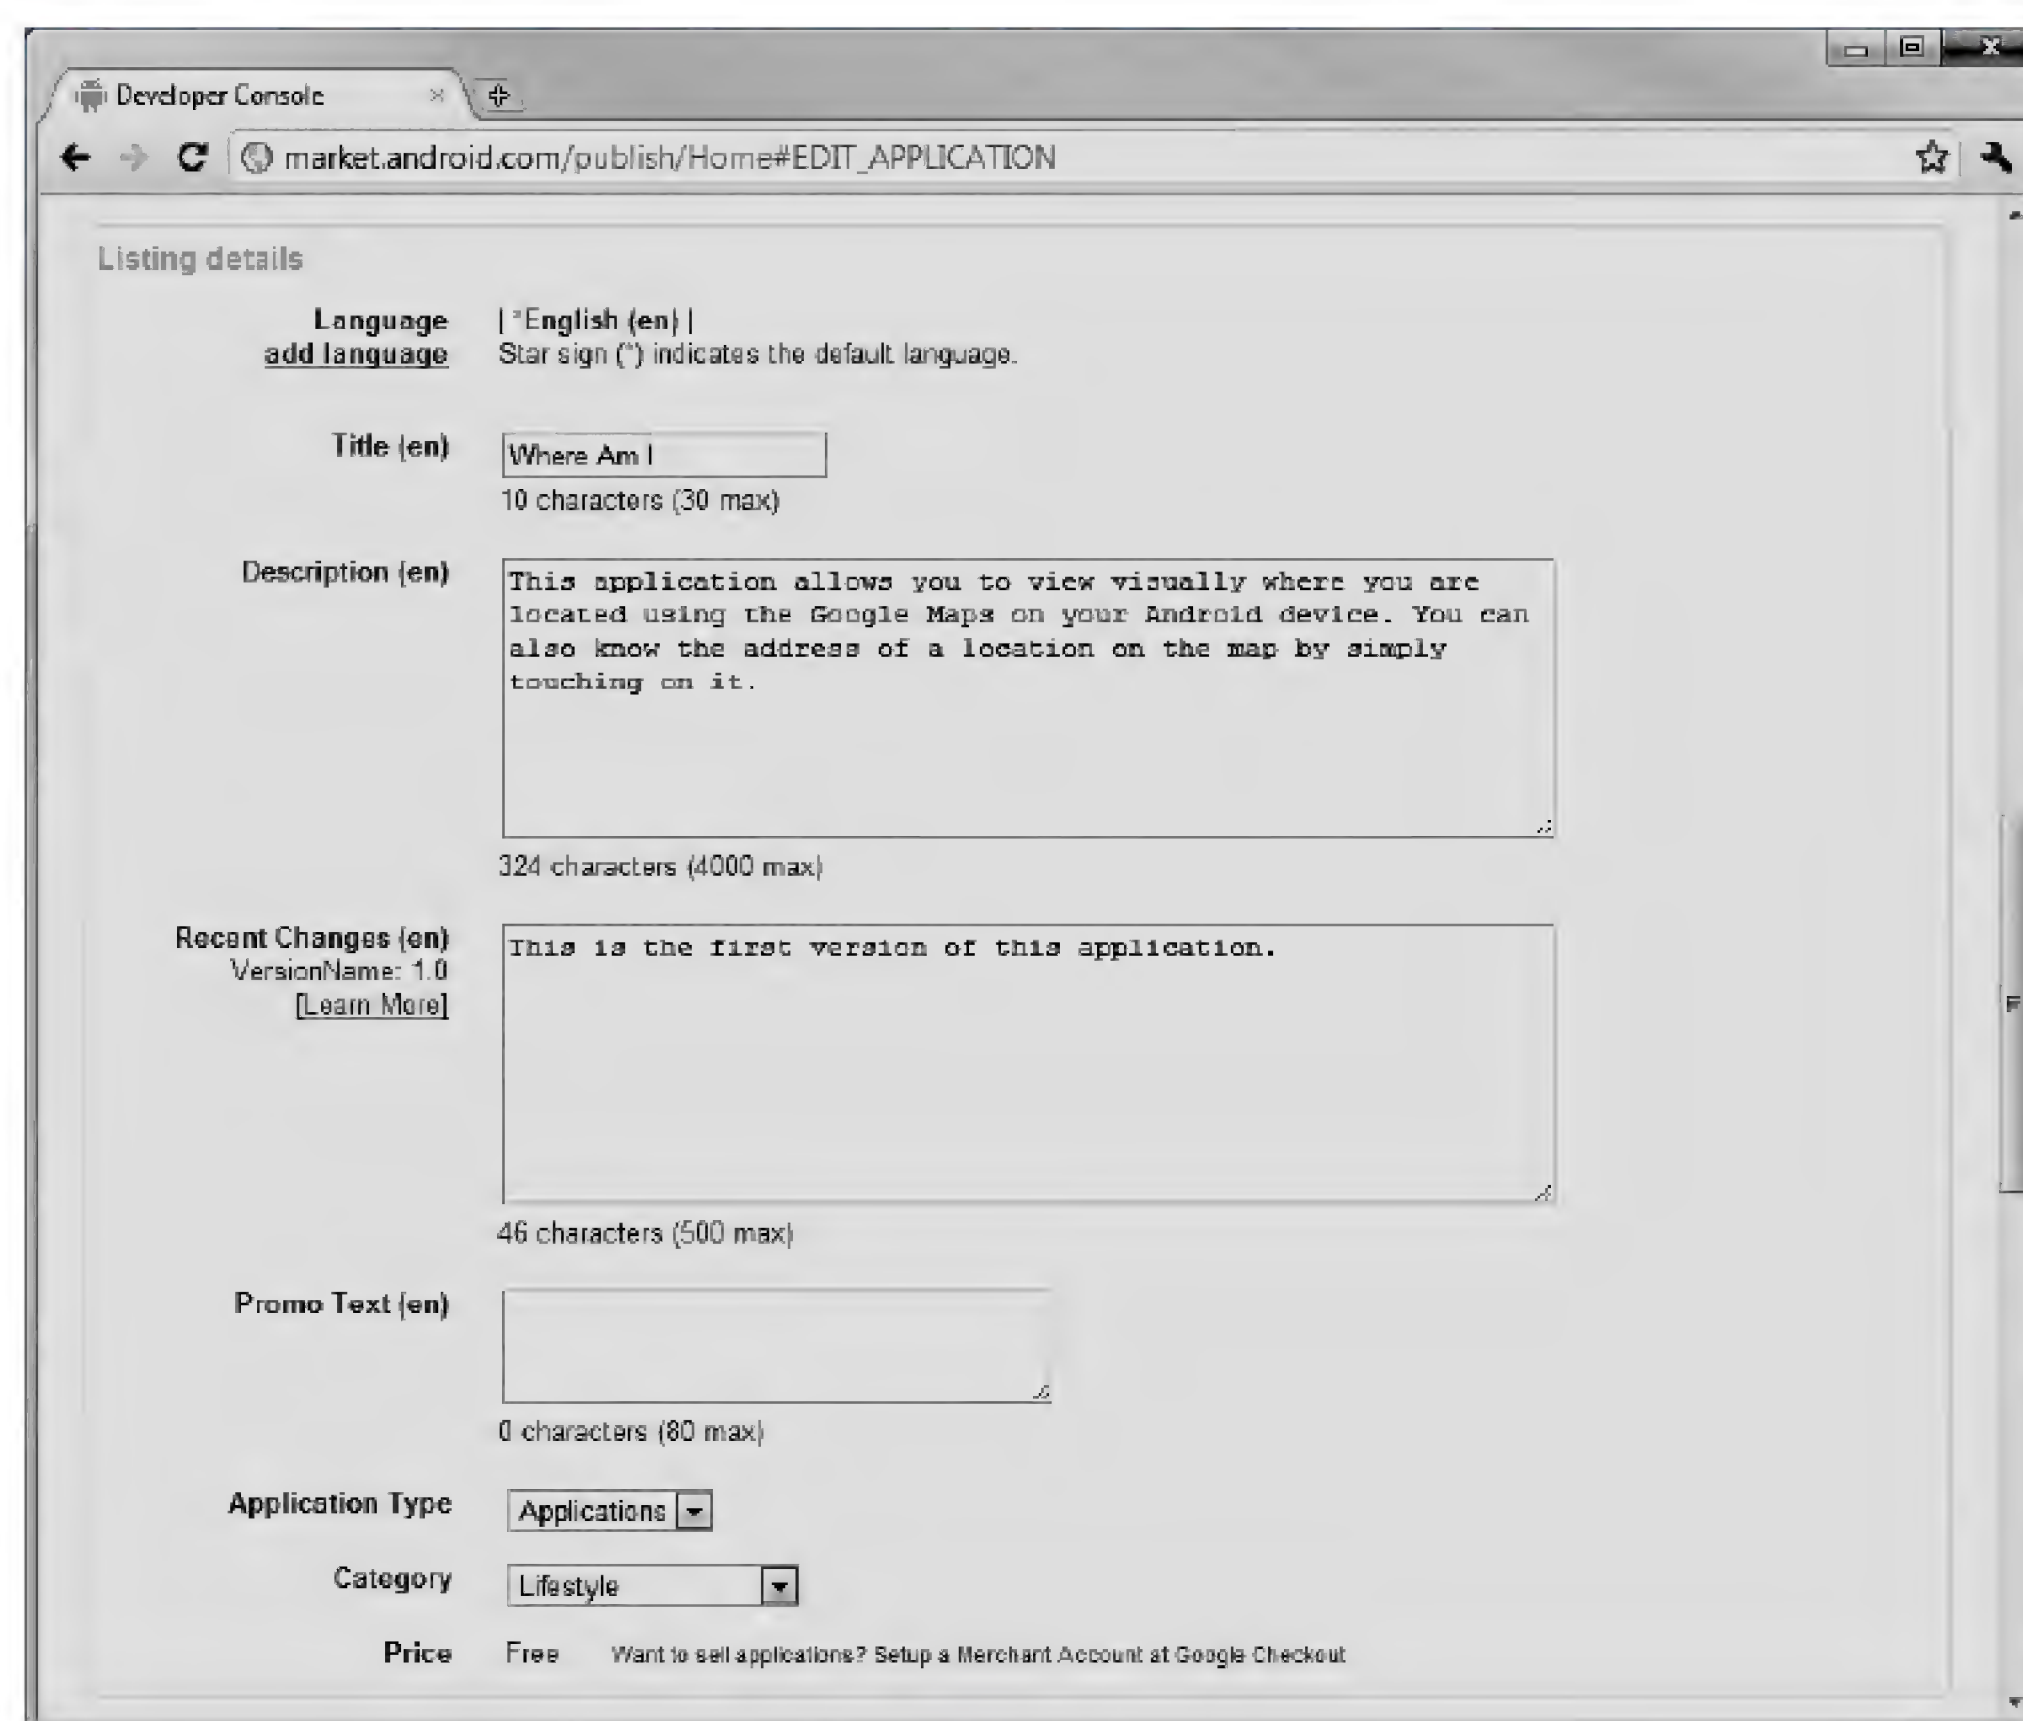 Developer Console
market.android.com/publish/Home#EDIT_APPLICATION
Listing details
Language | *English (en) |
add language Star sign (*) indicates the default language.
Title (en) Where Am I
10 characters (30 max)
Description (en) This application allows you to view visually where you are
located using the Google Maps on your Android device. You can
also know the address of a location on the map by simply
touching on it.
324 characters (4000 max)
Recent Changes (en) This is the first version of this application.
VersionName: 1.0
[Learn More]
46 characters (500 max)
Promo Text (en)
0 characters (80 max)
Application Type Applications
Category Lifestyle
Price Free Want to sell applications? Setup a Merchant Account at Google Checkout